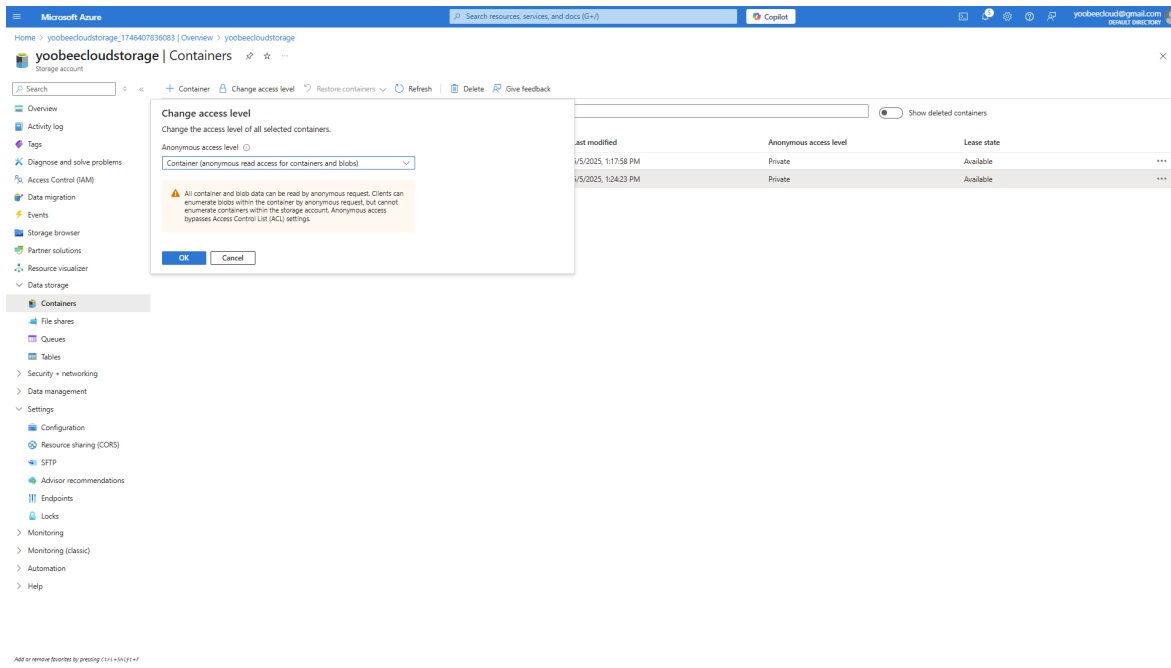 Microsoft Azure
Search resources, services, and docs (G+/)
Copilot
5
yoobeecloud@gmail.com
DEFAULT DIRECTORY
Home > yoobeecloudstorage_1746407836083 | Overview > yoobeecloudstorage
yoobeecloudstorage | Containers
Storage account
Search
Container
Change access level
Restore containers
Refresh
Delete
Give feedback
Overview
Activity log
Tags
Diagnose and solve problems
Access Control (IAM)
Data migration
Events
Storage browser
Partner solutions
Resource visualizer
Data storage
Containers
File shares
Queues
Tables
Security + networking
Data management
Settings
Configuration
Resource sharing (CORS)
SFTP
Advisor recommendations
Endpoints
Locks
Monitoring
Monitoring (classic)
Automation
Help
Add or remove favorites by pressing Ctrl+Shift+F
Change access level
Change the access level of all selected containers.
Anonymous access level
Container (anonymous read access for containers and blobs)
All container and blob data can be read by anonymous request. Clients can
enumerate blobs within the container by anonymous request, but cannot
enumerate containers within the storage account. Anonymous access
bypasses Access Control List (ACL) settings.
OK
Cancel
Show deleted containers
Last modified Anonymous access level Lease state
/5/2025, 1:17:58 PM Private Available
/5/2025, 1:24:23 PM Private Available